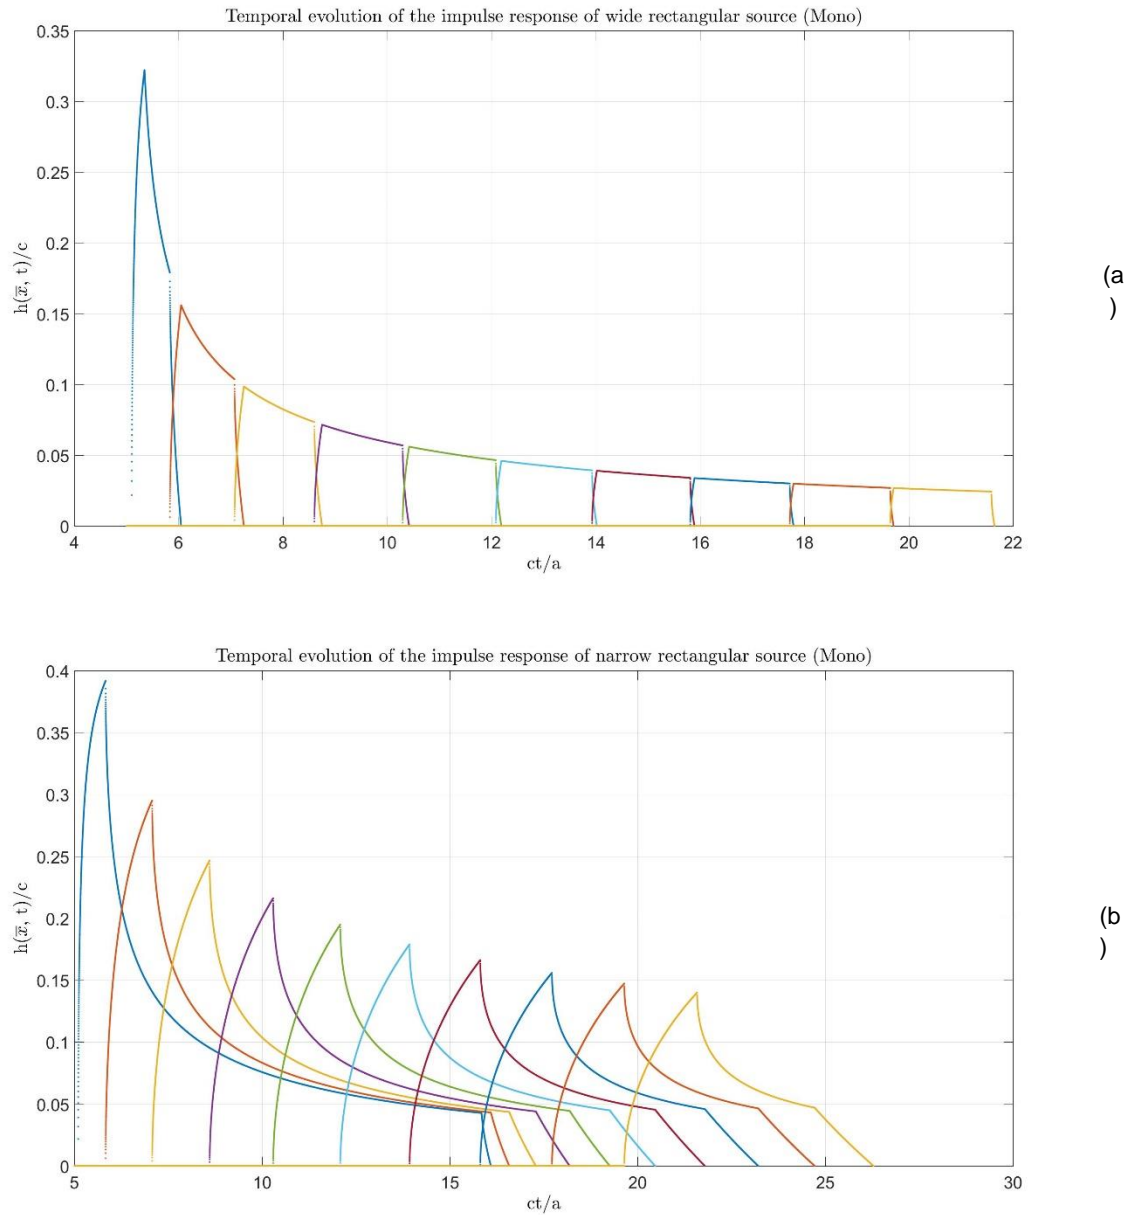 Temporal evolution of the impulse response of wide rectangular source (Mono)
0.35
0.3
0.25
0.2
0.15
0.1
0.05
0
h(x̅, t)/c
4 6 8 10 12 14 16 18 20 22
ct/a
(a
)
Temporal evolution of the impulse response of narrow rectangular source (Mono)
0.4
0.35
0.3
0.25
0.2
0.15
0.1
0.05
0
h(x̅, t)/c
5 10 15 20 25 30
ct/a
(b
)